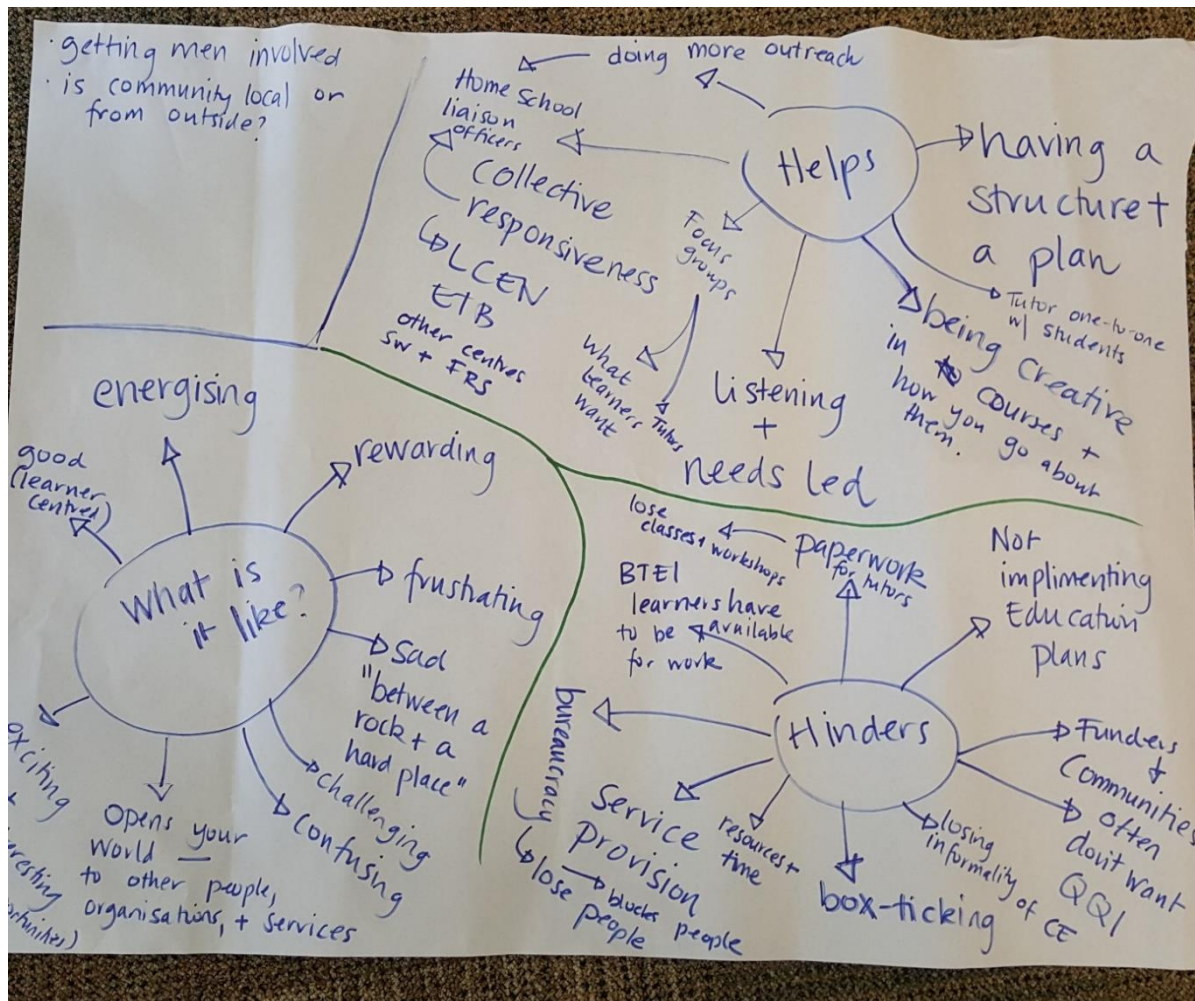 · getting men involved
· is community local or
from outside?
doing more outreach
Home School
liaison
officers
Collective
responsiveness
LCEN
ETB
other centres
SW + FRS
Helps
having a
structure +
a plan
Tutor one-to-one
w/ students
being creative
in courses +
how you go about
them.
Focus
groups
What
learners
want
Tutors
listening
+
needs led
What is
it like?
energising
good
(learner
centred)
rewarding
frustrating
Sad
"between a
rock + a
hard place"
challenging
confusing
Opens your
world
to other people,
organisations, + services
exciting
Hinders
paperwork
for tutors
lose
classes + workshops
BTEI
learners have
to be available
for work
Not
implimenting
Education
plans
bureaucracy
lose
people
Service
Provision
blocks people
resources +
time
box-ticking
losing
informality of CE
Funders
+
Communities
often
don't want
QQI